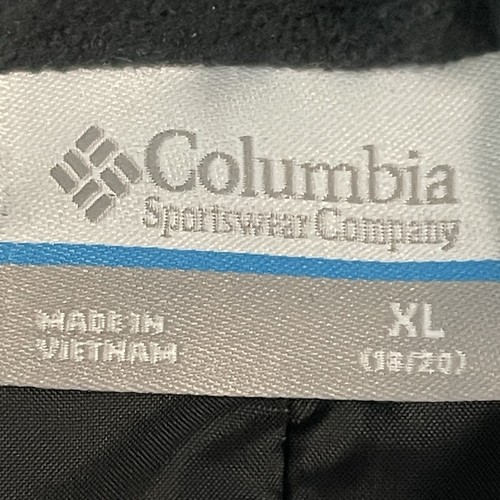 Columbia
Sportswear Company
MADE IN
VIETNAM
XL
(18/20)